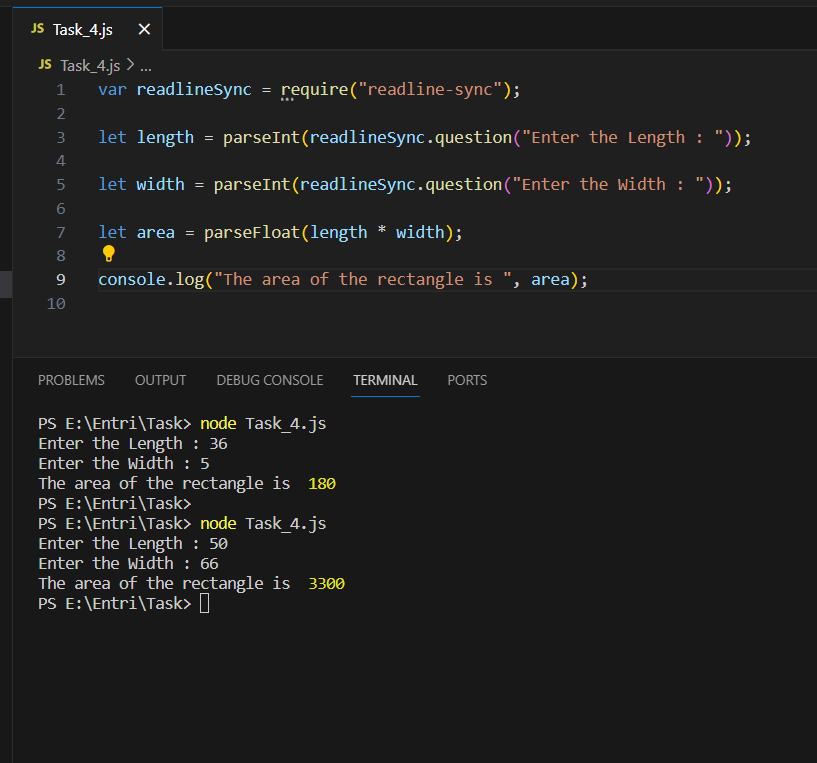 JS Task_4.js ×
JS Task_4.js > ...
1 var readlineSync = require("readline-sync");
2
3 let length = parseInt(readlineSync.question("Enter the Length : "));
4
5 let width = parseInt(readlineSync.question("Enter the Width : "));
6
7 let area = parseFloat(length * width);
8
9 console.log("The area of the rectangle is ", area);
10
PROBLEMS OUTPUT DEBUG CONSOLE TERMINAL PORTS
PS E:\Entri\Task> node Task_4.js
Enter the Length : 36
Enter the Width : 5
The area of the rectangle is  180
PS E:\Entri\Task>
PS E:\Entri\Task> node Task_4.js
Enter the Length : 50
Enter the Width : 66
The area of the rectangle is  3300
PS E:\Entri\Task>